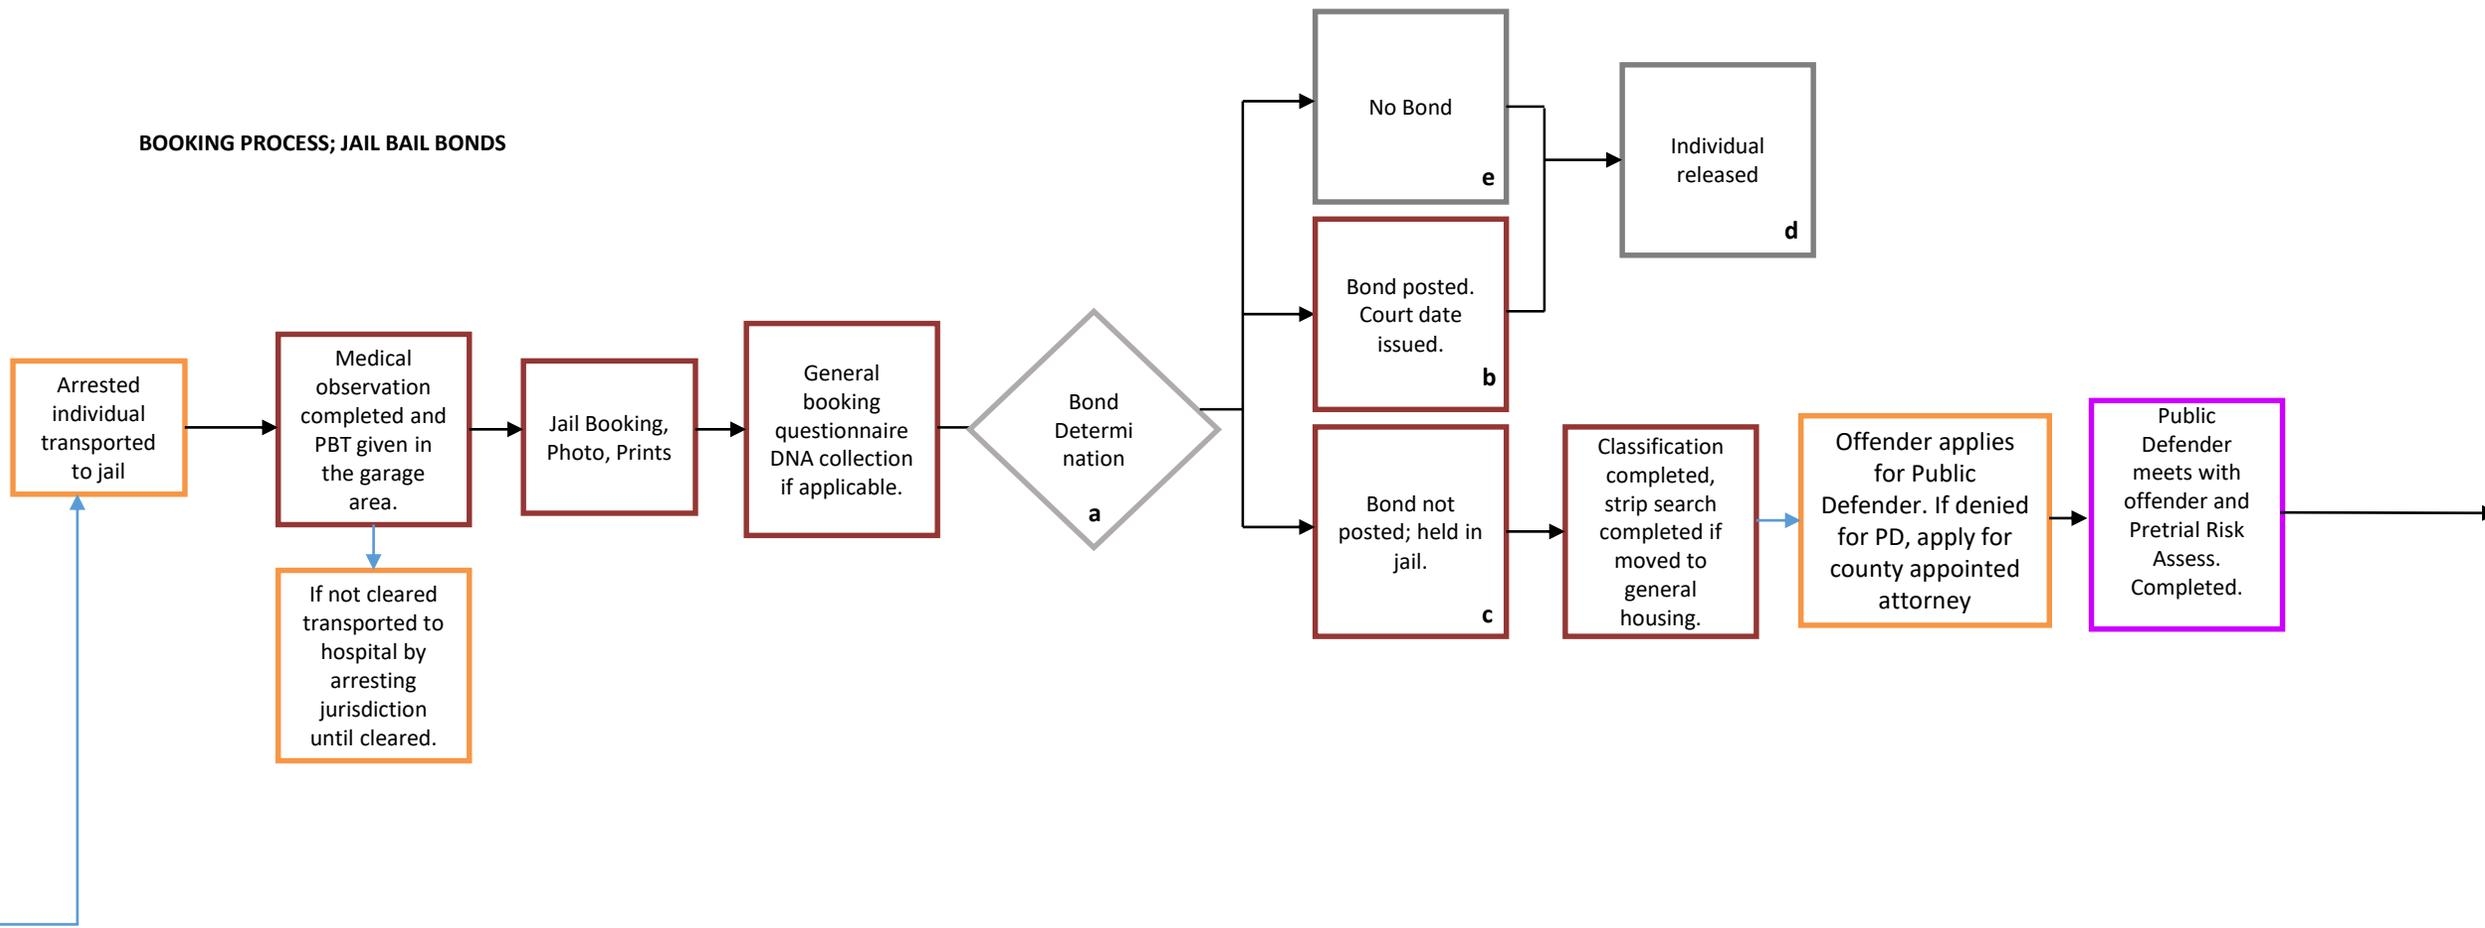 BOOKING PROCESS; JAIL BAIL BONDS
Arrested
individual
transported
to jail
Medical
observation
completed and
PBT given in
the garage
area.
If not cleared
transported to
hospital by
arresting
jurisdiction
until cleared.
Jail Booking,
Photo, Prints
General
booking
questionnaire
DNA collection
if applicable.
Bond
Determi
nation
a
No Bond
e
Bond posted.
Court date
issued.
b
Individual
released
d
Bond not
posted; held in
jail.
c
Classification
completed,
strip search
completed if
moved to
general
housing.
Offender applies
for Public
Defender. If denied
for PD, apply for
county appointed
attorney
Public
Defender
meets with
offender and
Pretrial Risk
Assess.
Completed.